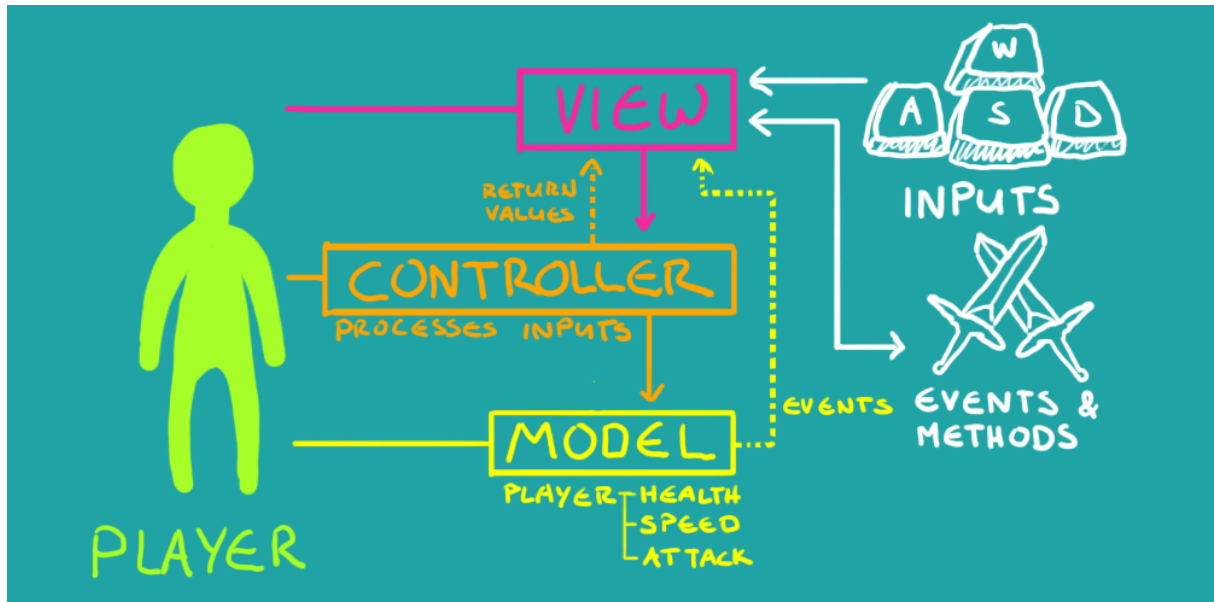 VIEW
W
A
S
D
INPUTS
RETURN
VALUES
CONTROLLER
PROCESSES INPUTS
EVENTS
EVENTS &
METHODS
MODEL
PLAYER
HEALTH
SPEED
ATTACK
PLAYER